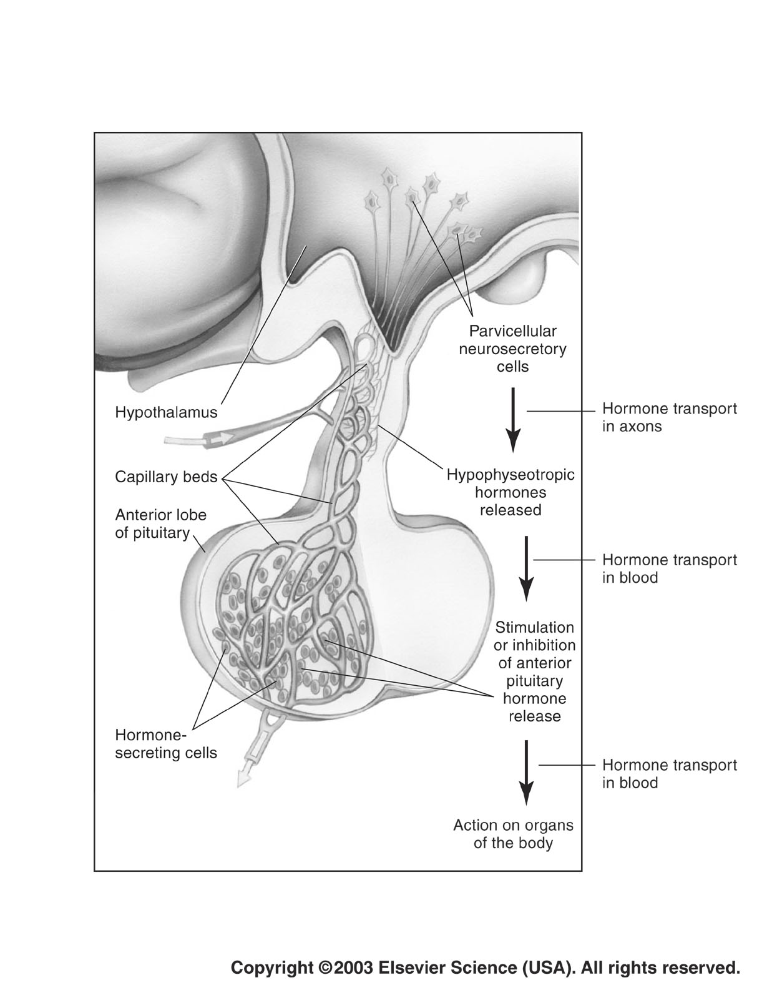 Parvicellular
neurosecretory
cells
Hypothalamus
Hormone transport
in axons
Capillary beds
Hypophyseotropic
hormones
released
Anterior lobe
of pituitary
Hormone transport
in blood
Stimulation
or inhibition
of anterior
pituitary
hormone
release
Hormone-
secreting cells
Hormone transport
in blood
Action on organs
of the body
Copyright ©2003 Elsevier Science (USA). All rights reserved.